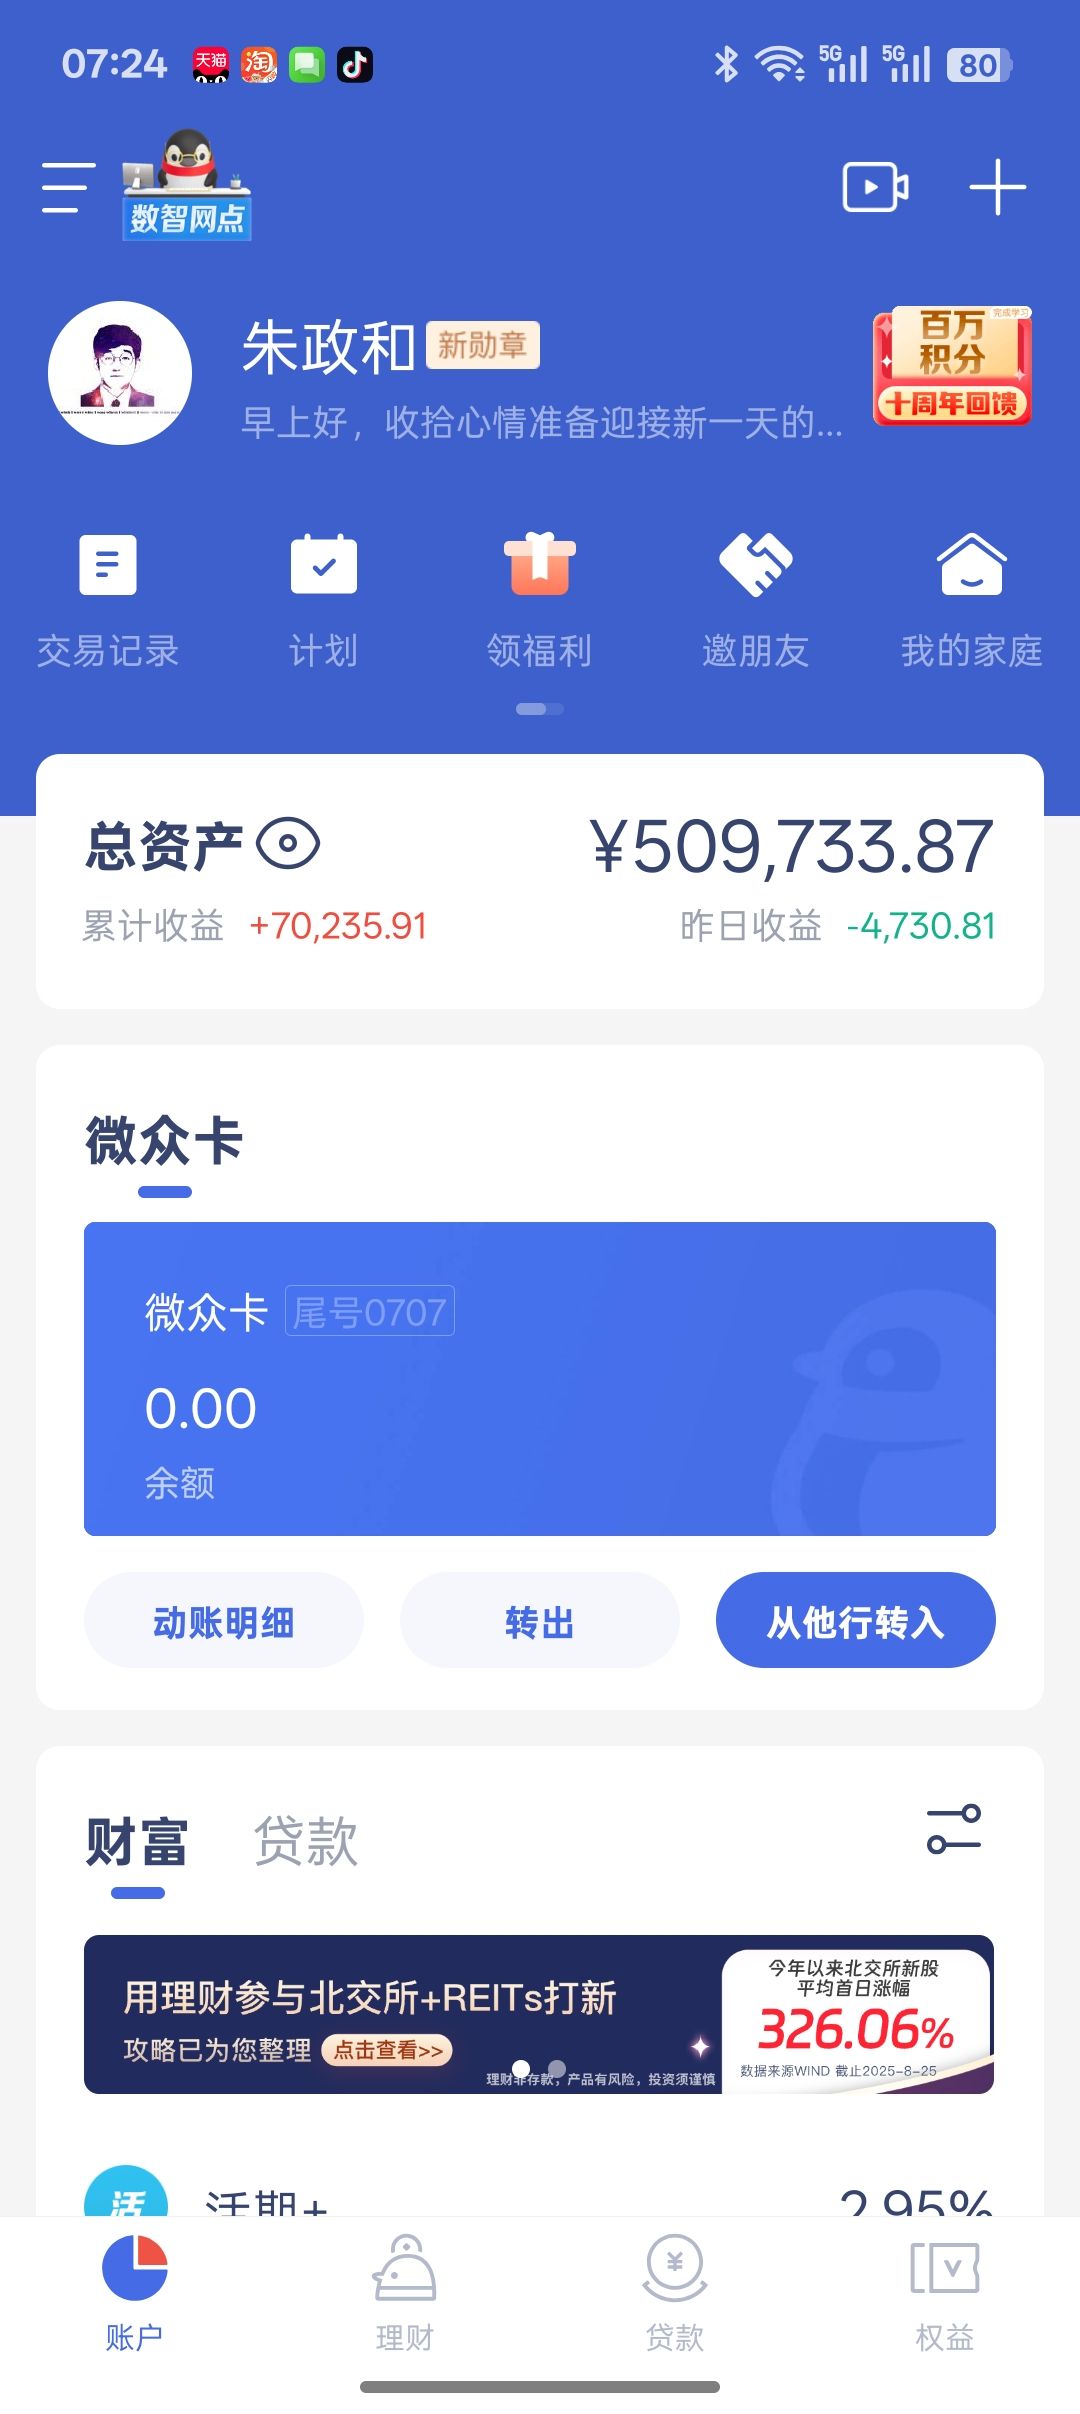 07:24
天猫
淘
5G
5G
80
数智网点
朱政和
新勋章
早上好，收拾心情准备迎接新一天的...
完成学习
百万
积分
十周年回馈
交易记录
计划
领福利
邀朋友
我的家庭
总资产
¥509,733.87
累计收益 +70,235.91
昨日收益 -4,730.81
微众卡
微众卡 尾号0707
0.00
余额
动账明细
转出
从他行转入
财富
贷款
用理财参与北交所+REITs打新
攻略已为您整理 点击查看>>
理财非存款，产品有风险，投资须谨慎
今年以来北交所新股
平均首日涨幅
326.06%
数据来源WIND 截止2025-8-25
活
活期+
2.95%
账户
理财
贷款
权益